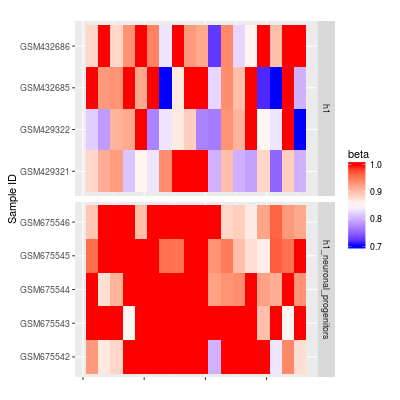 Sample ID
GSM432686
GSM432685
GSM429322
GSM429321
h1
GSM675546
GSM675545
GSM675544
GSM675543
GSM675542
h1_neuronal_progenitors
beta
1.0
0.9
0.8
0.7